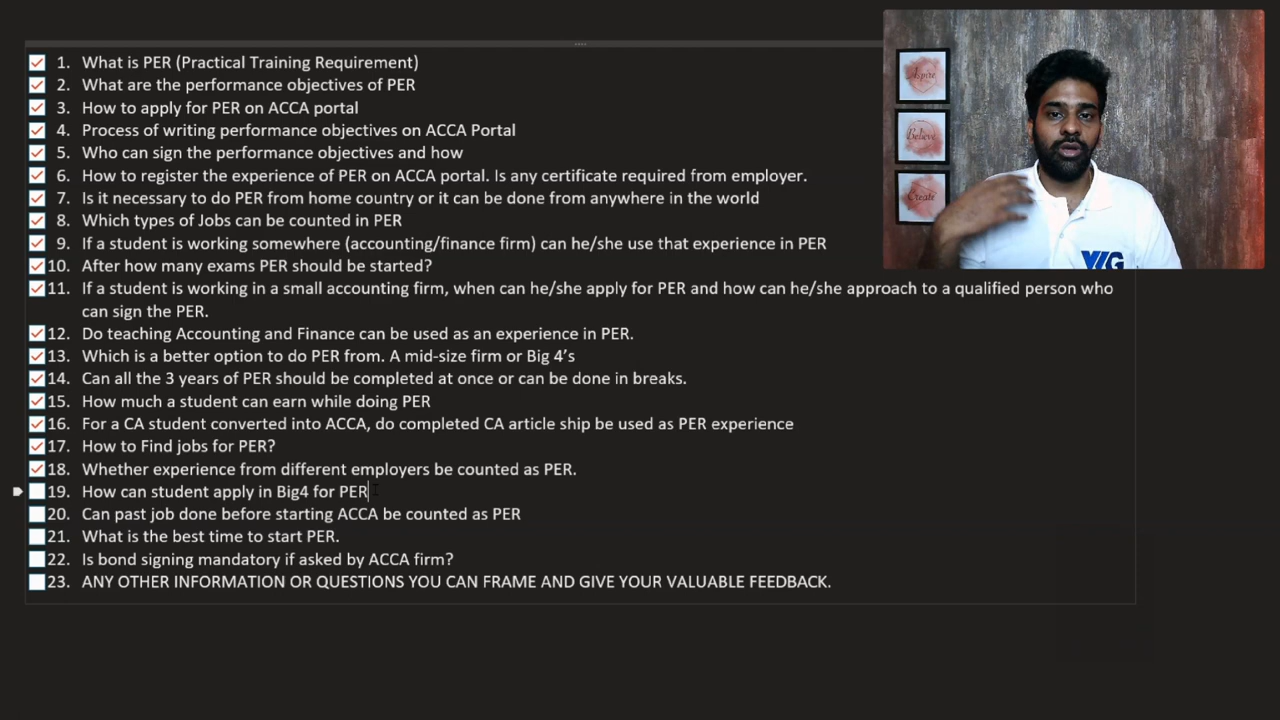 1. What is PER (Practical Training Requirement)
2. What are the performance objectives of PER
3. How to apply for PER on ACCA portal
4. Process of writing performance objectives on ACCA Portal
5. Who can sign the performance objectives and how
6. How to register the experience of PER on ACCA portal. Is any certificate required from employer.
7. Is it necessary to do PER from home country or it can be done from anywhere in the world
8. Which types of Jobs can be counted in PER
9. If a student is working somewhere (accounting/finance firm) can he/she use that experience in PER
10. After how many exams PER should be started?
11. If a student is working in a small accounting firm, when can he/she apply for PER and how can he/she approach to a qualified person who
can sign the PER.
12. Do teaching Accounting and Finance can be used as an experience in PER.
13. Which is a better option to do PER from. A mid-size firm or Big 4’s
14. Can all the 3 years of PER should be completed at once or can be done in breaks.
15. How much a student can earn while doing PER
16. For a CA student converted into ACCA, do completed CA article ship be used as PER experience
17. How to Find jobs for PER?
18. Whether experience from different employers be counted as PER.
19. How can student apply in Big4 for PER
20. Can past job done before starting ACCA be counted as PER
21. What is the best time to start PER.
22. Is bond signing mandatory if asked by ACCA firm?
23. ANY OTHER INFORMATION OR QUESTIONS YOU CAN FRAME AND GIVE YOUR VALUABLE FEEDBACK.
Aspire
Believe
Create